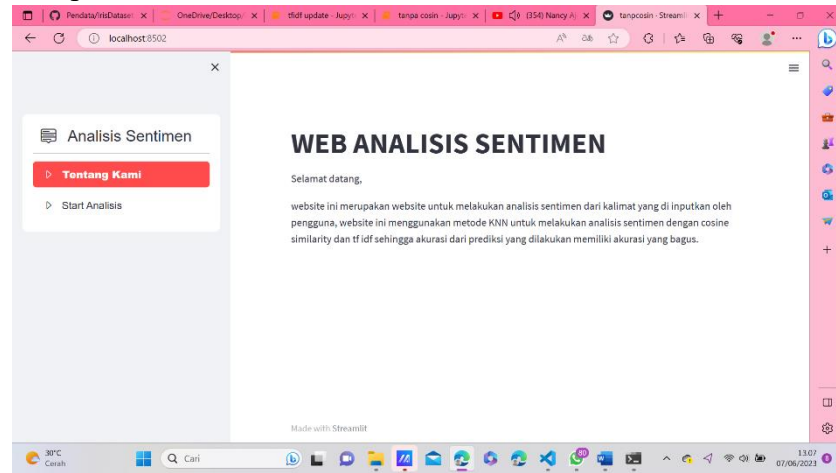 Pendata/IrisDataset
OneDrive/Desktop/
tfidf update - Jupyt
tanpa cosin - Jupyt
(354) Nancy Aj
tanpcosin · Streamli
localhost:8502
Analisis Sentimen
Tentang Kami
Start Analisis
WEB ANALISIS SENTIMEN
Selamat datang,
website ini merupakan website untuk melakukan analisis sentimen dari kalimat yang di inputkan oleh
pengguna, website ini menggunakan metode KNN untuk melakukan analisis sentimen dengan cosine
similarity dan tf idf sehingga akurasi dari prediksi yang dilakukan memiliki akurasi yang bagus.
Made with Streamlit
30°C
Cerah
Cari
80
13.07
07/06/2023